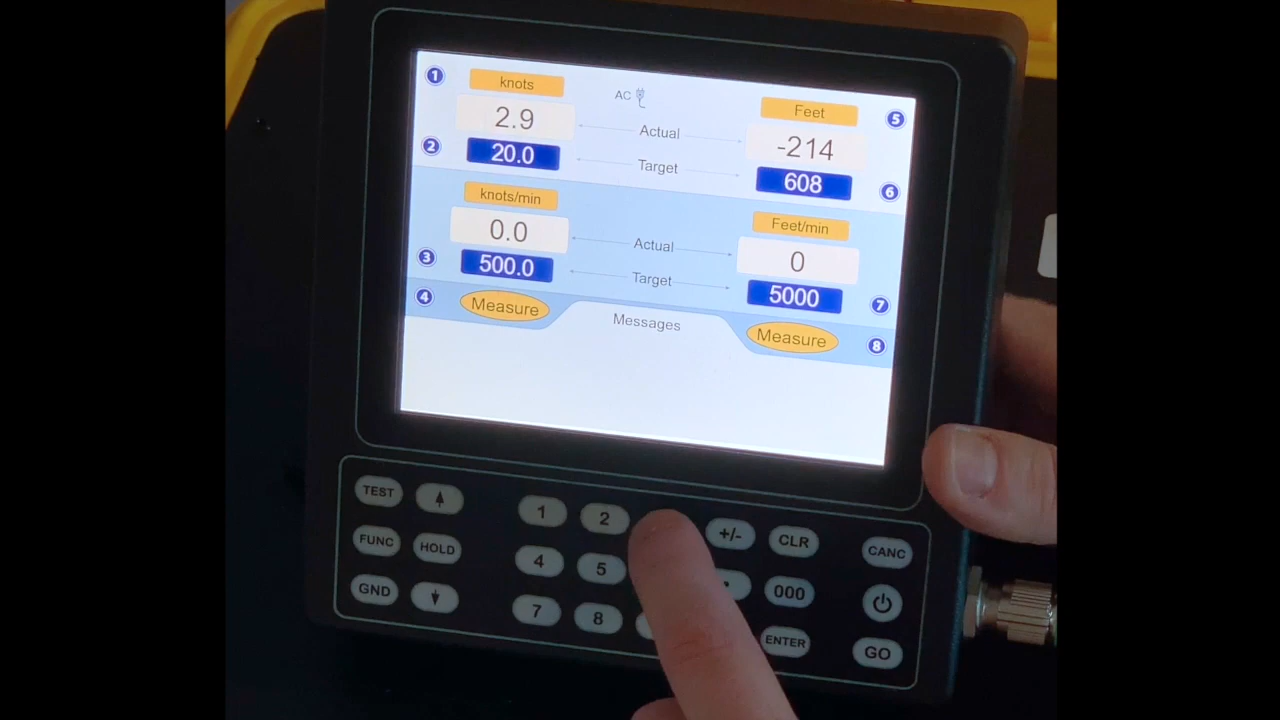 1 knots AC Feet 5
2.9 Actual -214
2 20.0 Target 608 6
knots/min Feet/min
0.0 Actual 0
3 500.0 Target 5000 7
4 Measure Messages Measure 8
TEST 1 2 +/- CLR CANC
FUNC HOLD 4 5 . 000
GND 7 8 ENTER GO